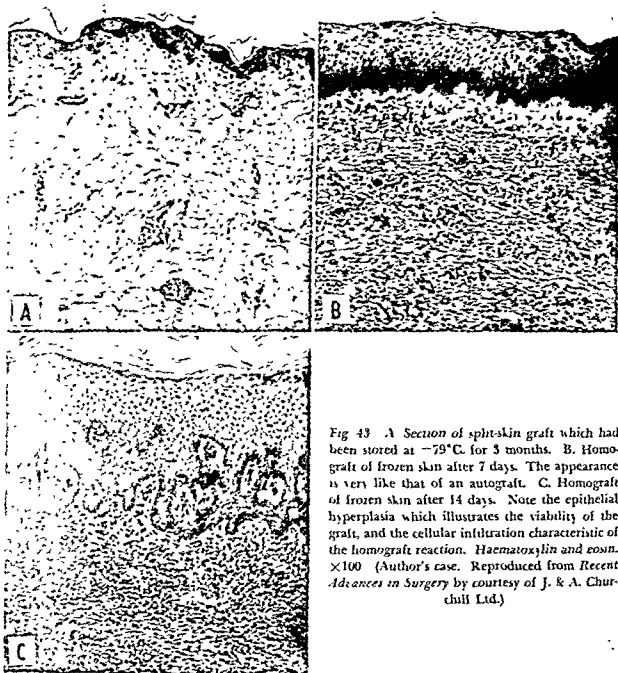 A
B
C
Fig 43 A Section of split-skin graft which had
been stored at −79°C. for 3 months. B. Homo-
graft of frozen skin after 7 days. The appearance
is very like that of an autograft. C. Homograft
of frozen skin after 14 days. Note the epithelial
hyperplasia which illustrates the viability of the
graft, and the cellular infiltration characteristic of
the homograft reaction. Haematoxylin and eosin.
×100 (Author's case. Reproduced from Recent
Advances in Surgery by courtesy of J. & A. Chur-
chill Ltd.)